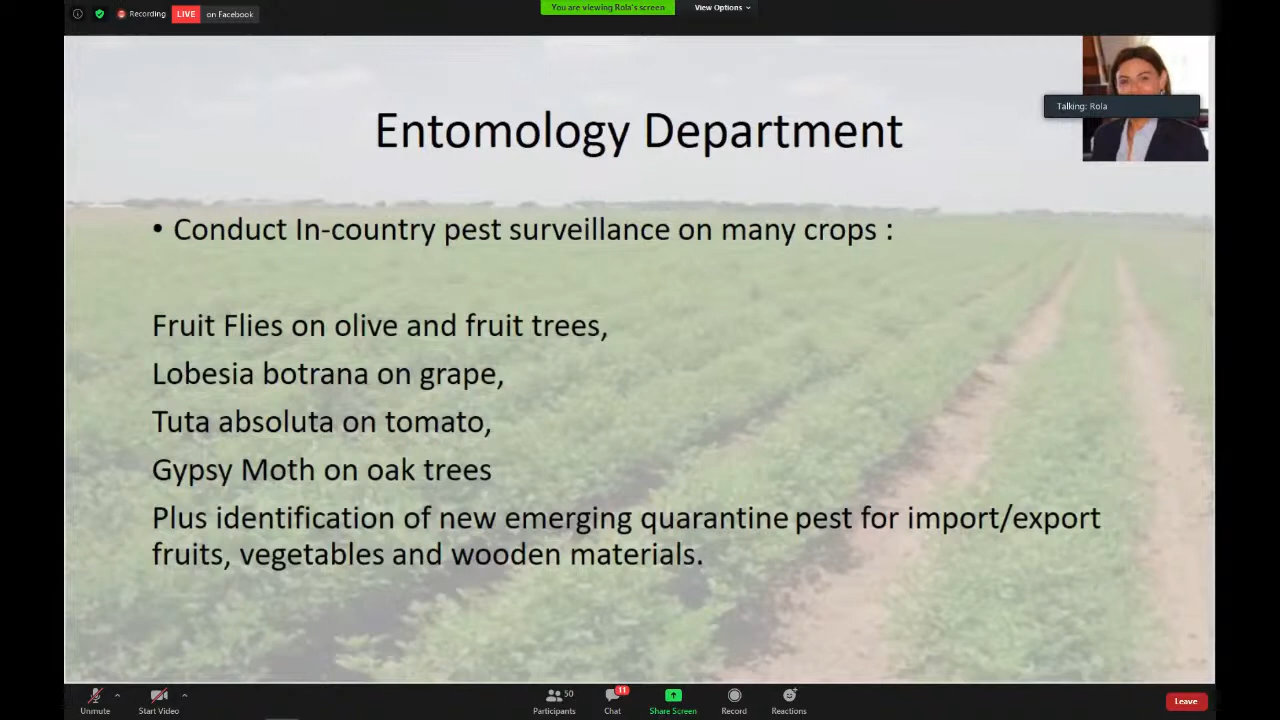 Recording
LIVE
on Facebook
You are viewing Rola's screen
View Options
Talking: Rola
Entomology Department
• Conduct In-country pest surveillance on many crops :
Fruit Flies on olive and fruit trees,
Lobesia botrana on grape,
Tuta absoluta on tomato,
Gypsy Moth on oak trees
Plus identification of new emerging quarantine pest for import/export
fruits, vegetables and wooden materials.
Unmute
Start Video
50
Participants
11
Chat
Share Screen
Record
Reactions
Leave